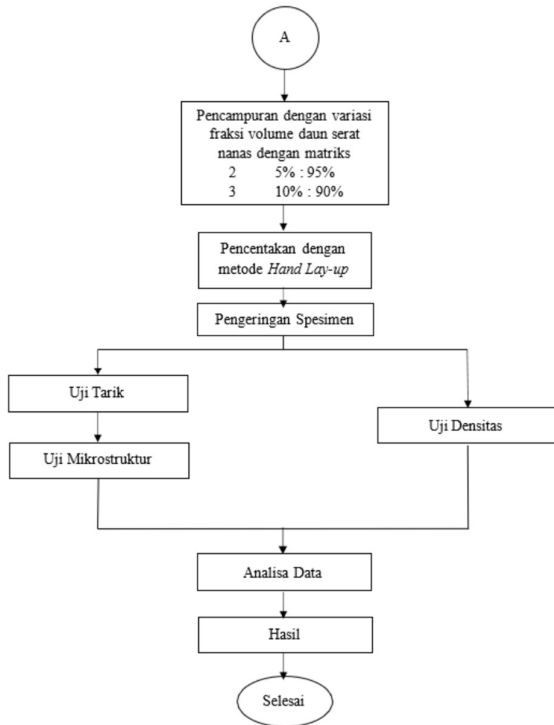 A
Pencampuran dengan variasi
fraksi volume daun serat
nanas dengan matriks
2 5% : 95%
3 10% : 90%
Pencentakan dengan
metode Hand Lay-up
Pengeringan Spesimen
Uji Tarik
Uji Densitas
Uji Mikrostruktur
Analisa Data
Hasil
Selesai